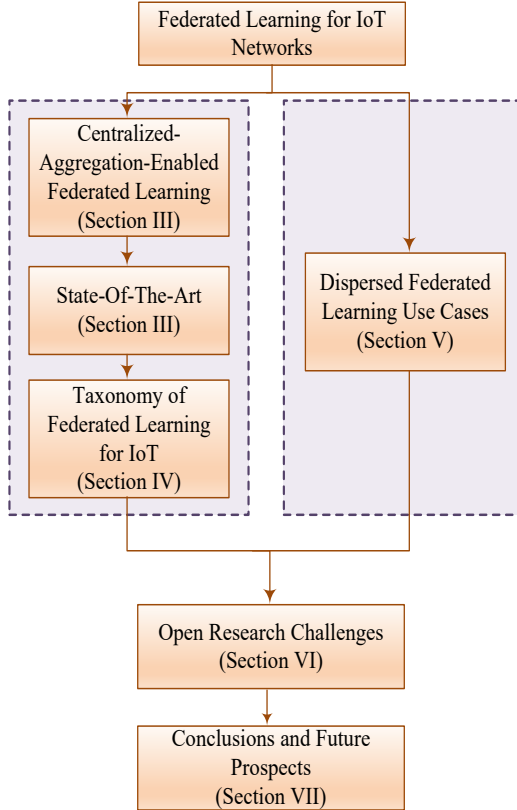 Federated Learning for IoT
Networks
Centralized-
Aggregation-Enabled
Federated Learning
(Section III)
State-Of-The-Art
(Section III)
Taxonomy of
Federated Learning
for IoT
(Section IV)
Dispersed Federated
Learning Use Cases
(Section V)
Open Research Challenges
(Section VI)
Conclusions and Future
Prospects
(Section VII)